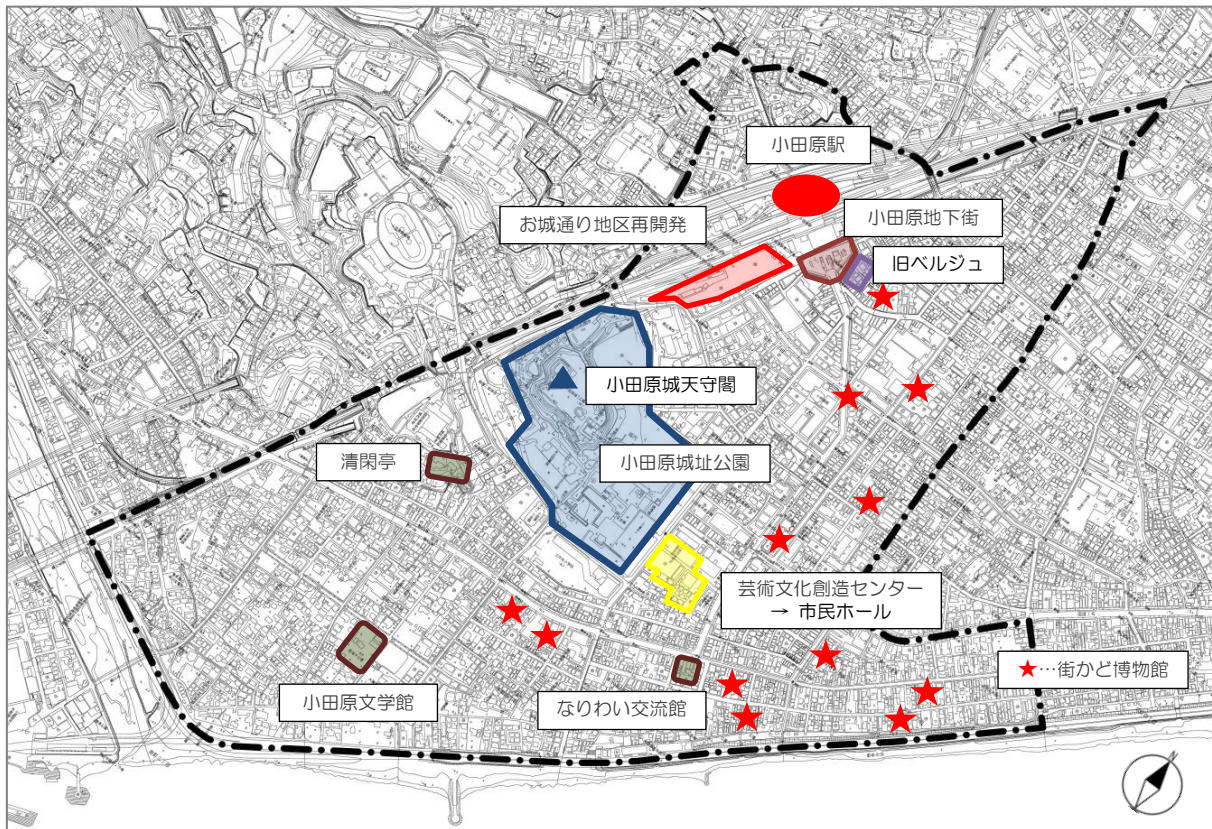 小田原駅
お城通り地区再開発
小田原地下街
旧ベルジュ
小田原城天守閣
清閑亭
小田原城址公園
芸術文化創造センター
→ 市民ホール
★…街かど博物館
小田原文学館
なりわい交流館